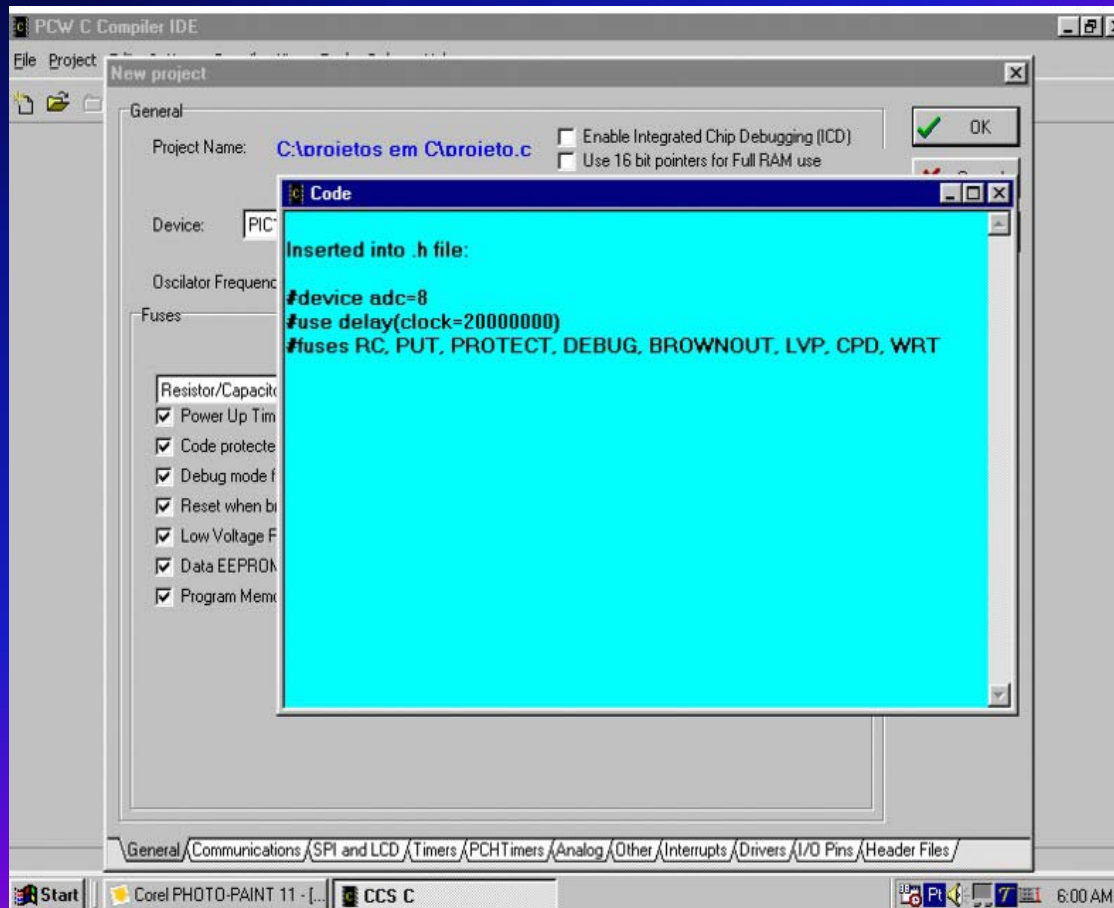 PCW C Compiler IDE
File Project
New project
General
Project Name: C:\projetos em C\projeto.c
Enable Integrated Chip Debugging (ICD)
Use 16 bit pointers for Full RAM use
OK
Code
Device: PIC
Inserted into .h file:
Oscilator Frequenc
#device adc=8
#use delay(clock=20000000)
#fuses RC, PUT, PROTECT, DEBUG, BROWNOUT, LVP, CPD, WRT
Fuses
Resistor/Capacito
Power Up Tim
Code protecte
Debug mode f
Reset when br
Low Voltage P
Data EEPROM
Program Memo
General Communications SPI and LCD Timers PCHTimers Analog Other Interrupts Drivers I/O Pins Header Files
Start Corel PHOTO-PAINT 11 - [... CCS C Pt 6:00 AM